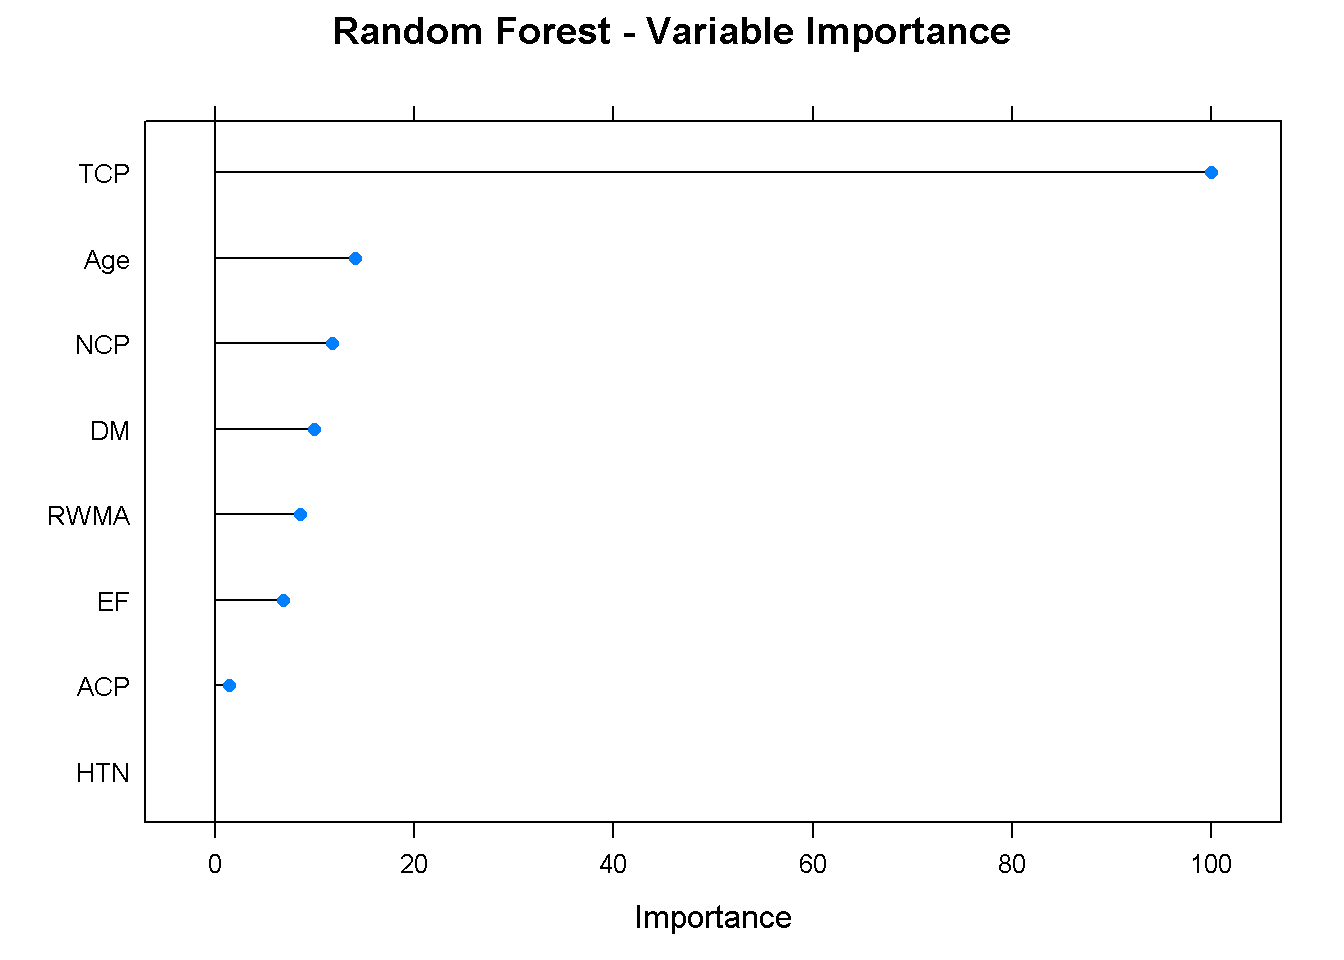 Random Forest - Variable Importance
TCP
Age
NCP
DM
RWMA
EF
ACP
HTN
0 20 40 60 80 100
Importance